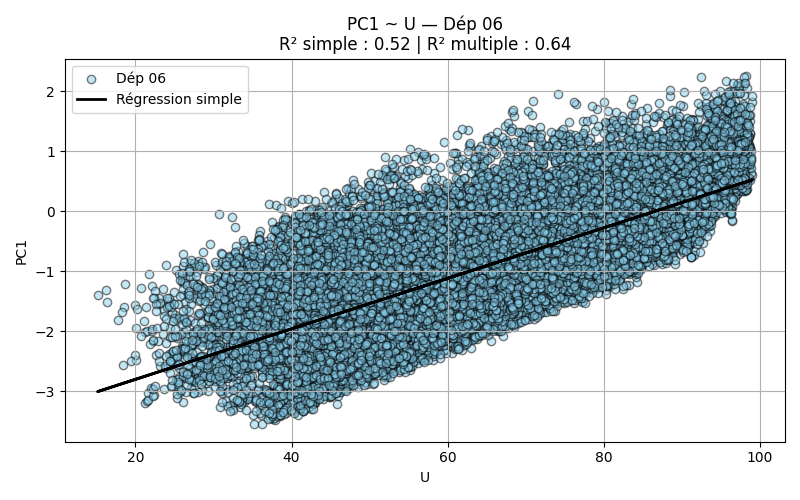 PC1 ~ U — Dép 06
R² simple : 0.52 | R² multiple : 0.64
Dép 06
Régression simple
2
1
0
−1
−2
−3
PC1
20
40
60
80
100
U